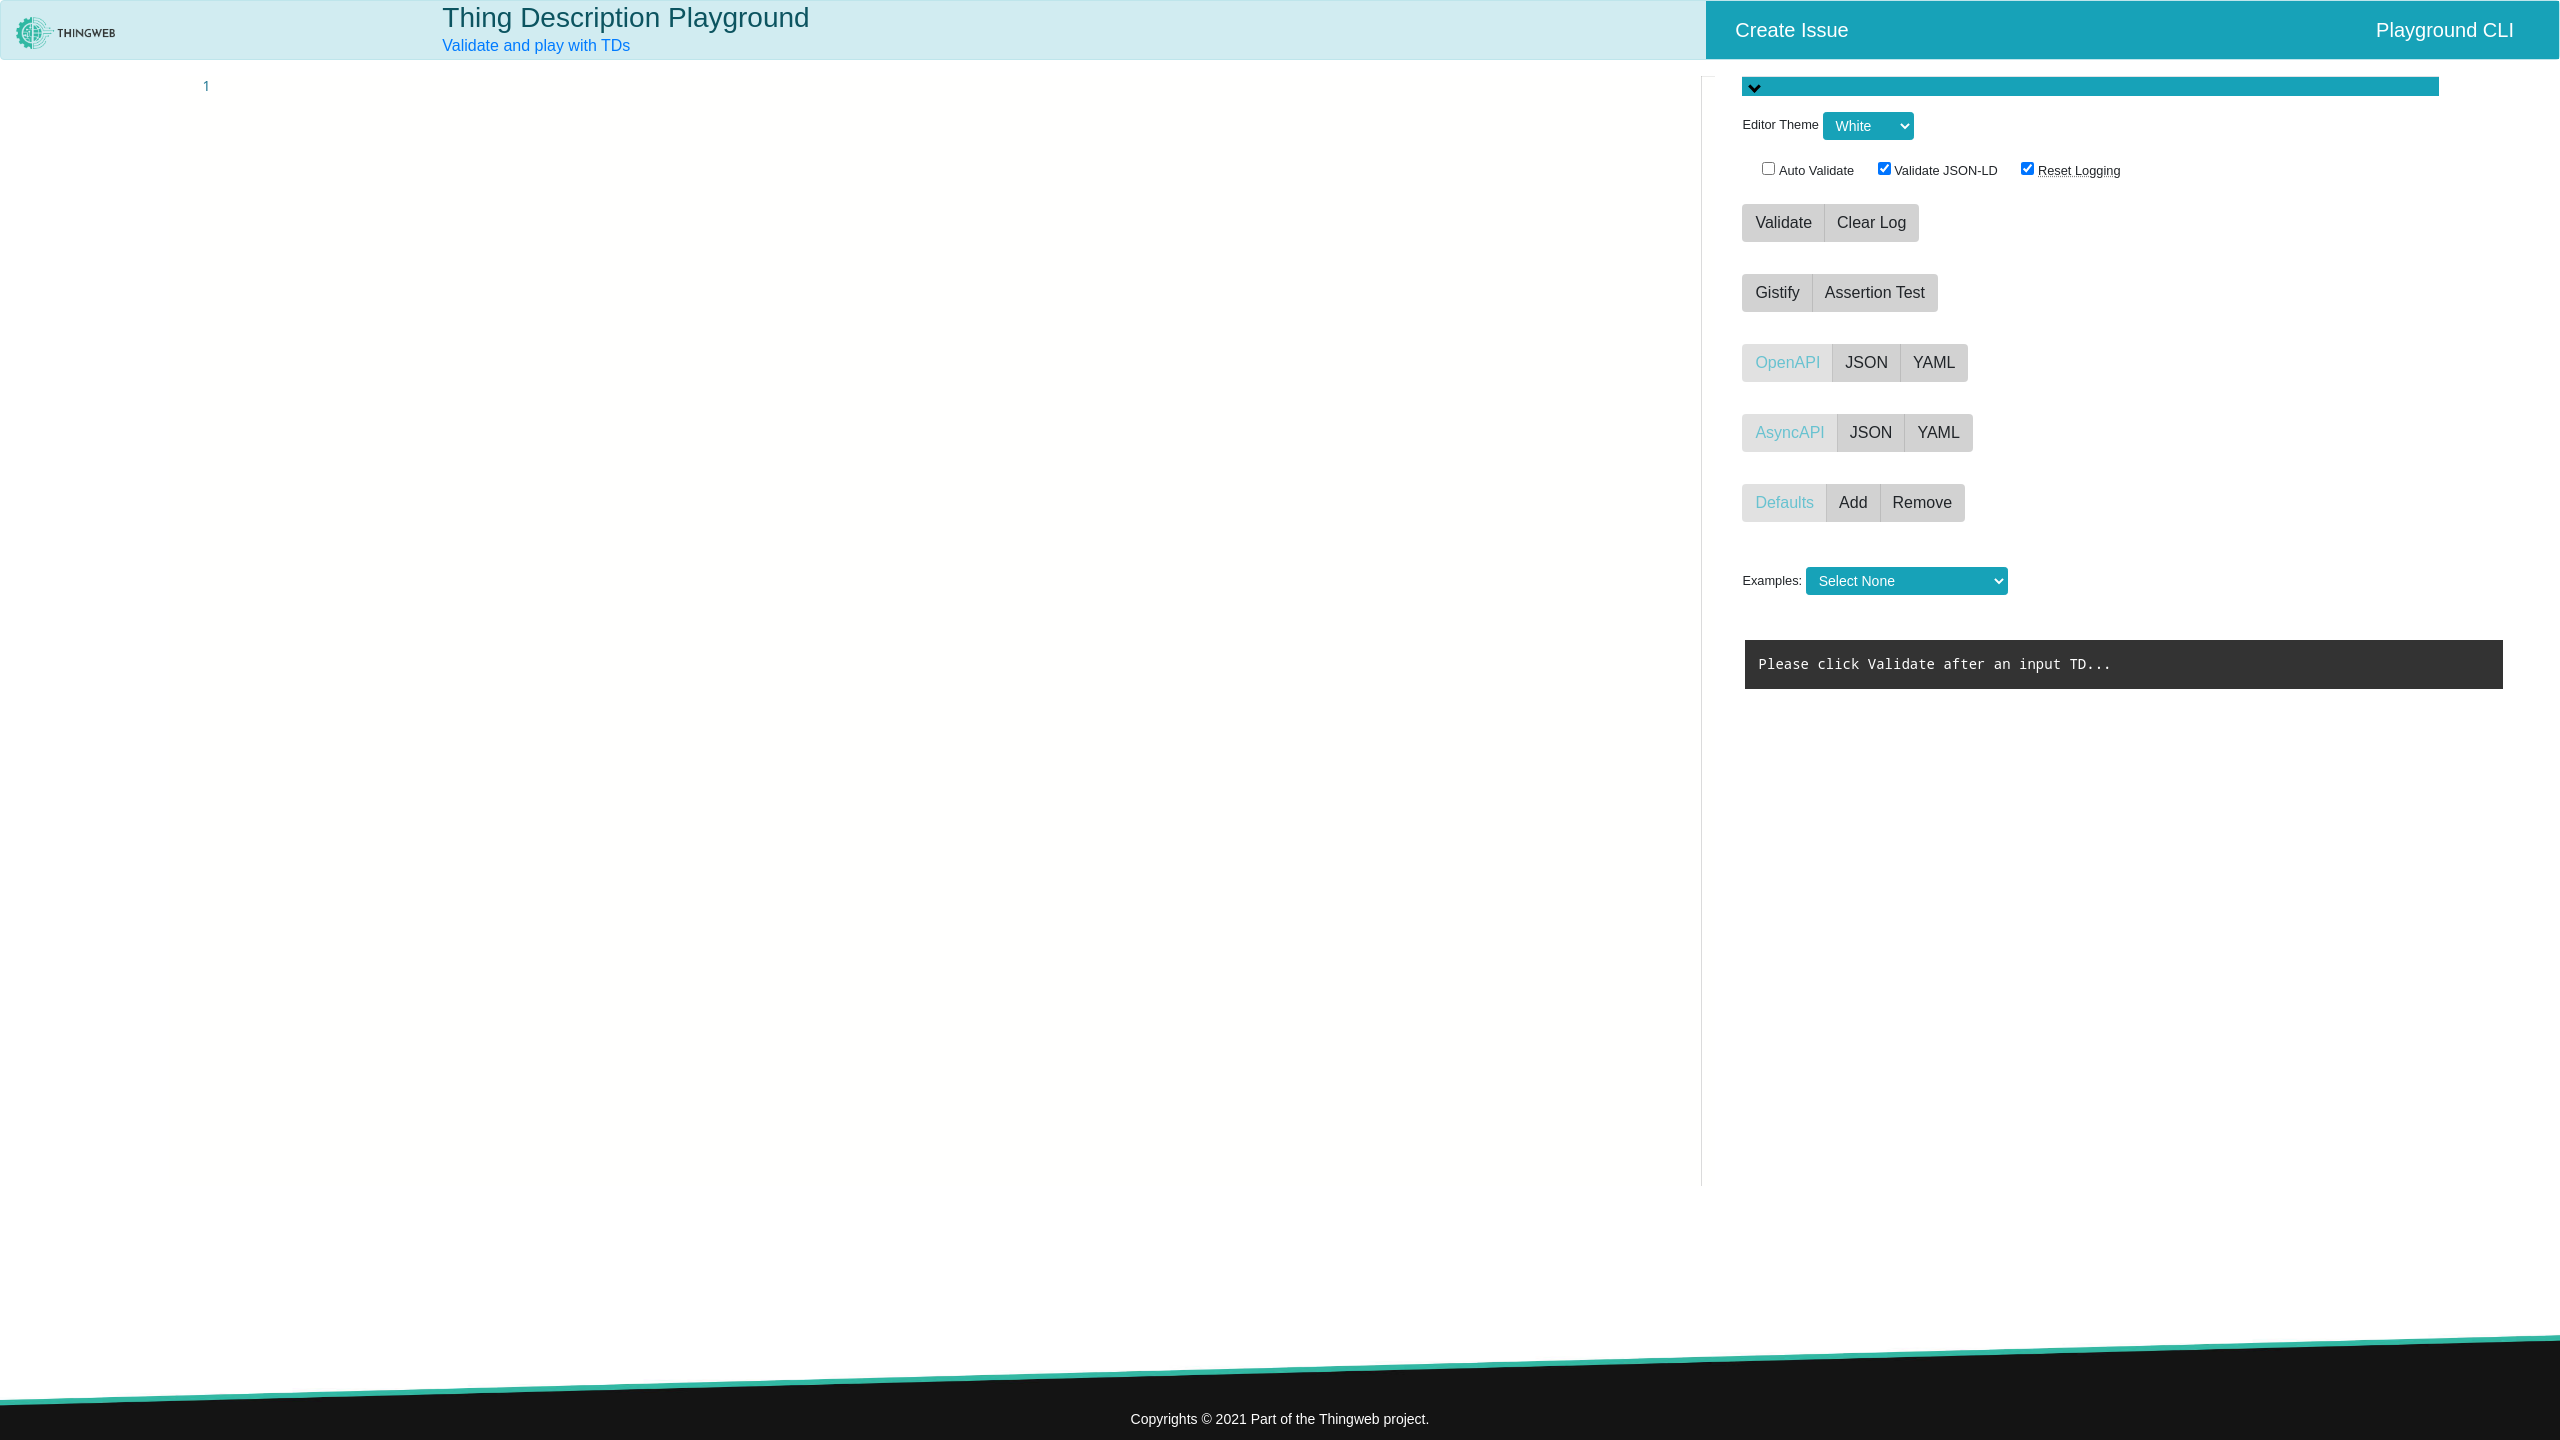 THINGWEB
Thing Description Playground
Validate and play with TDs
Create Issue
Playground CLI
1
Editor Theme White
Auto Validate Validate JSON-LD Reset Logging
Validate Clear Log
Gistify Assertion Test
OpenAPI JSON YAML
AsyncAPI JSON YAML
Defaults Add Remove
Examples: Select None
Please click Validate after an input TD...
Copyrights © 2021 Part of the Thingweb project.